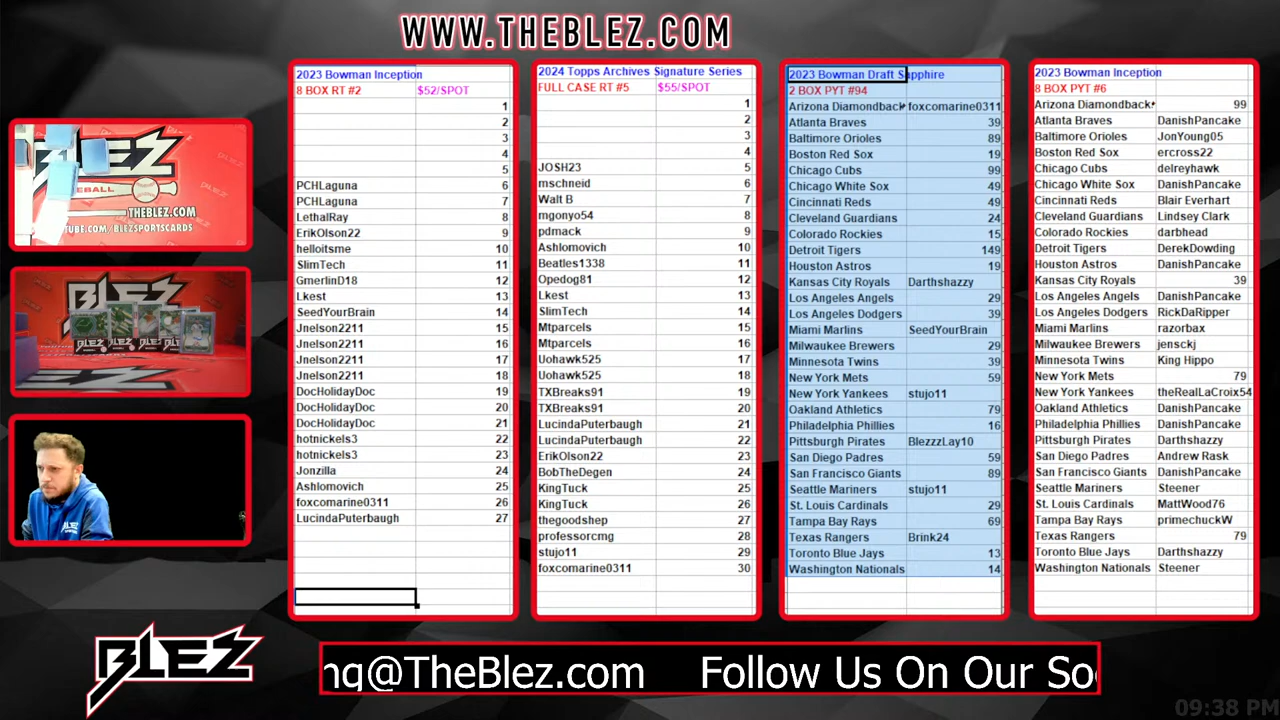 WWW.THEBLEZ.COM
BLEZ
BASEBALL
THEBLEZ.COM
TUBE.COM/BLEZSPORTSCARDS
2023 Bowman Inception
8 BOX RT #2 $52/SPOT
1
2
3
4
5
PCHLaguna 6
PCHLaguna 7
LethalRay 8
ErikOlson22 9
helloitsme 10
SlimTech 11
GmerlinD18 12
Lkest 13
SeedYourBrain 14
Jnelson2211 15
Jnelson2211 16
Jnelson2211 17
Jnelson2211 18
DocHolidayDoc 19
DocHolidayDoc 20
DocHolidayDoc 21
hotnickels3 22
hotnickels3 23
Jonzilla 24
Ashlomovich 25
foxcomarine0311 26
LucindaPuterbaugh 27
2024 Topps Archives Signature Series
FULL CASE RT #5 $55/SPOT
1
2
3
4
JOSH23 5
mschneid 6
Walt B 7
mgonyo54 8
pdmack 9
Ashlomovich 10
Beatles1338 11
Opedog81 12
Lkest 13
SlimTech 14
Mtparcels 15
Mtparcels 16
Uohawk525 17
Uohawk525 18
TXBreaks91 19
TXBreaks91 20
LucindaPuterbaugh 21
LucindaPuterbaugh 22
ErikOlson22 23
BobTheDegen 24
KingTuck 25
KingTuck 26
thegoodshep 27
professorcmg 28
stujo11 29
foxcomarine0311 30
2023 Bowman Draft Sapphire
2 BOX PYT #94
Arizona Diamondback foxcomarine0311
Atlanta Braves 39
Baltimore Orioles 89
Boston Red Sox 19
Chicago Cubs 99
Chicago White Sox 49
Cincinnati Reds 49
Cleveland Guardians 24
Colorado Rockies 15
Detroit Tigers 149
Houston Astros 19
Kansas City Royals Darthshazzy
Los Angeles Angels 29
Los Angeles Dodgers 39
Miami Marlins SeedYourBrain
Milwaukee Brewers 29
Minnesota Twins 39
New York Mets 59
New York Yankees stujo11
Oakland Athletics 79
Philadelphia Phillies 16
Pittsburgh Pirates BlezzzLay10
San Diego Padres 59
San Francisco Giants 89
Seattle Mariners stujo11
St. Louis Cardinals 29
Tampa Bay Rays 69
Texas Rangers Brink24
Toronto Blue Jays 13
Washington Nationals 14
2023 Bowman Inception
8 BOX PYT #6
Arizona Diamondback 99
Atlanta Braves DanishPancake
Baltimore Orioles JonYoung05
Boston Red Sox ercross22
Chicago Cubs delreyhawk
Chicago White Sox DanishPancake
Cincinnati Reds Blair Everhart
Cleveland Guardians Lindsey Clark
Colorado Rockies darbhead
Detroit Tigers DerekDowding
Houston Astros DanishPancake
Kansas City Royals 39
Los Angeles Angels DanishPancake
Los Angeles Dodgers RickDaRipper
Miami Marlins razorbax
Milwaukee Brewers jensckj
Minnesota Twins King Hippo
New York Mets 79
New York Yankees theRealLaCroix54
Oakland Athletics DanishPancake
Philadelphia Phillies DanishPancake
Pittsburgh Pirates Darthshazzy
San Diego Padres Andrew Rask
San Francisco Giants DanishPancake
Seattle Mariners Steener
St. Louis Cardinals MattWood76
Tampa Bay Rays primechuckW
Texas Rangers 79
Toronto Blue Jays Darthshazzy
Washington Nationals Steener
BLEZ
BLEZ
ng@TheBlez.com Follow Us On Our So
09:38 PM